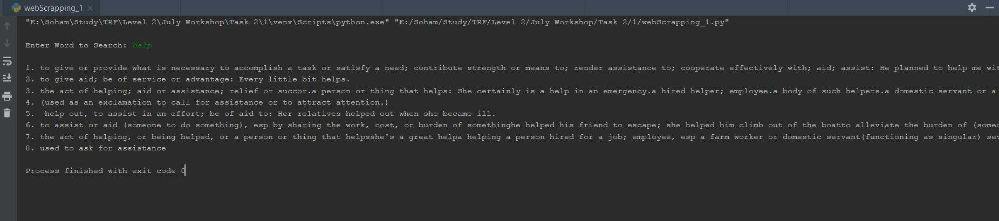 webScrapping_1
"E:\Soham\Study\TRF\Level 2\July Workshop\Task 2\1\venv\Scripts\python.exe" "E:/Soham/Study/TRF/Level 2/July Workshop/Task 2/1/webScrapping_1.py"
Enter Word to Search: help
1. to give or provide what is necessary to accomplish a task or satisfy a need; contribute strength or means to; render assistance to; cooperate effectively with; aid; assist: He planned to help me wit
2. to give aid; be of service or advantage: Every little bit helps.
3. the act of helping; aid or assistance; relief or succor.a person or thing that helps: She certainly is a help in an emergency.a hired helper; employee.a body of such helpers.a domestic servant or a
4. (used as an exclamation to call for assistance or to attract attention.)
5.  help out, to assist in an effort; be of aid to: Her relatives helped out when she became ill.
6. to assist or aid (someone to do something), esp by sharing the work, cost, or burden of somethinghe helped his friend to escape; she helped him climb out of the boatto alleviate the burden of (someo
7. the act of helping, or being helped, or a person or thing that helpsshe's a great helpa helping a person hired for a job; employee, esp a farm worker or domestic servant(functioning as singular) sev
8. used to ask for assistance
Process finished with exit code 0